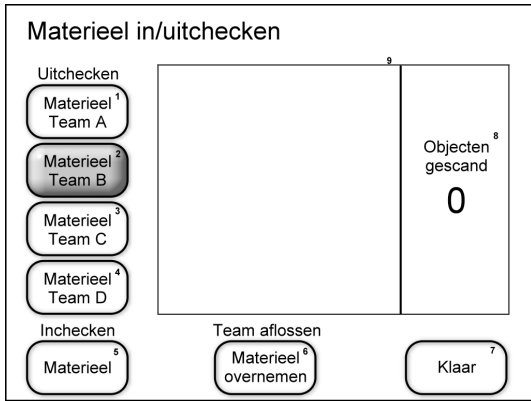 Materieel in/uitchecken
9
Uitchecken
Materieel 1
Team A
Materieel 2
Team B
Materieel 3
Team C
Materieel 4
Team D
Objecten 8
gescand
0
Inchecken
Materieel 5
Team aflossen
Materieel 6
overnemen
Klaar 7